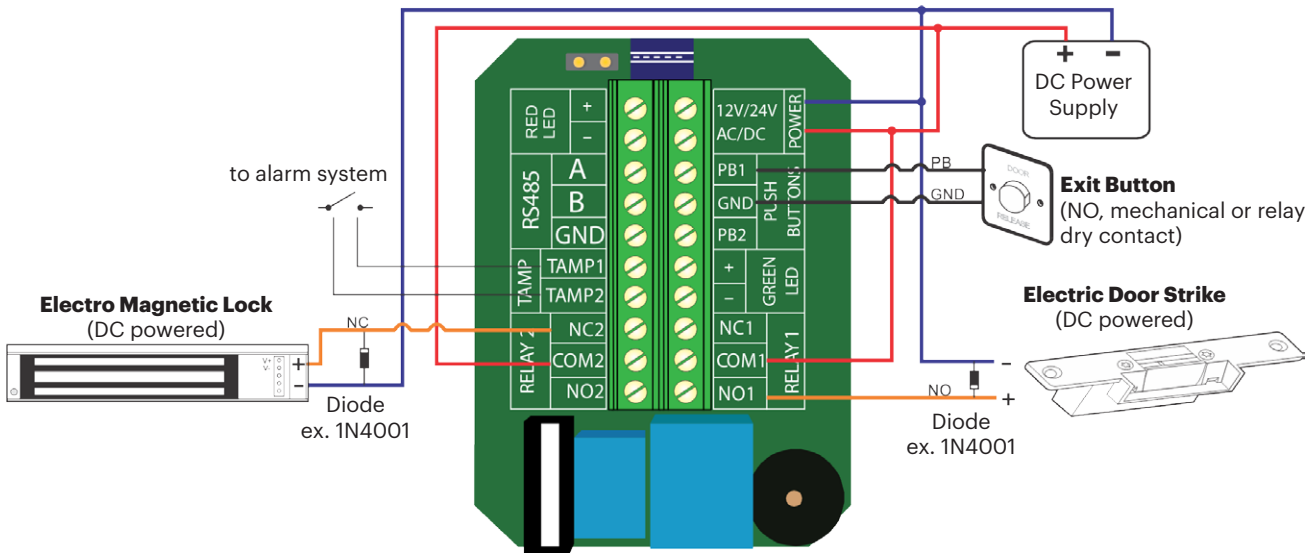 + -
DC Power
Supply
RED
LED
+
-
12V/24V
AC/DC
POWER
to alarm system
RS485
A
B
GND
PB1
GND
PB2
PUSH
BUTTONS
PB
GND
DOOR
RELEASE
Exit Button
(NO, mechanical or relay
dry contact)
TAMP
TAMP1
TAMP2
+
-
GREEN
LED
Electro Magnetic Lock
(DC powered)
V+
V-
+
-
NC
Diode
ex. 1N4001
RELAY 2
NC2
COM2
NO2
NC1
COM1
NO1
RELAY 1
NO
Electric Door Strike
(DC powered)
-
+
Diode
ex. 1N4001